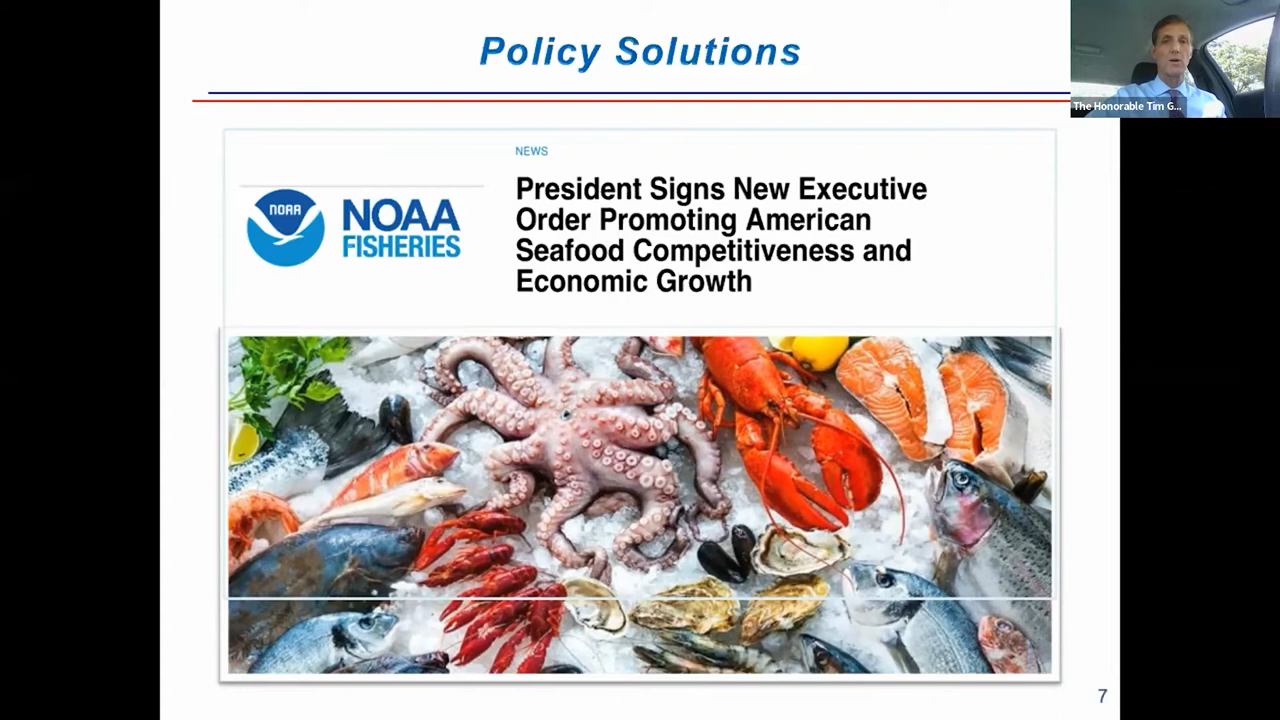 Policy Solutions
The Honorable Tim G...
NEWS
President Signs New Executive
Order Promoting American
Seafood Competitiveness and
Economic Growth
NOAA
NOAA
FISHERIES
7